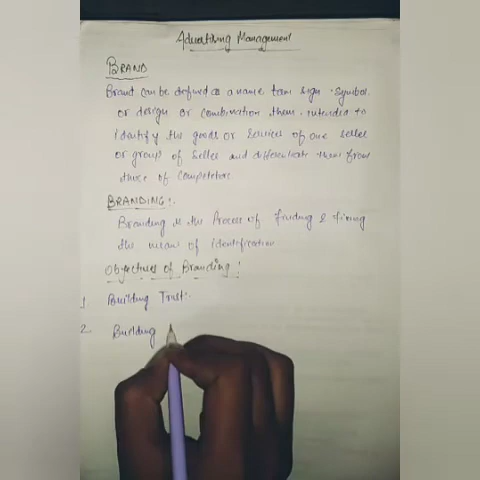 Advertising Management
BRAND
Brand can be defined as a name term sign symbol
or design or combination them intended to
identify the goods or services of one seller
or group of seller and differenciate them from
those of competitors
BRANDING:-
Branding is the Process of finding & fixing
the mean of identification
Objectives of Branding:
1 Building Trust:
2 Building